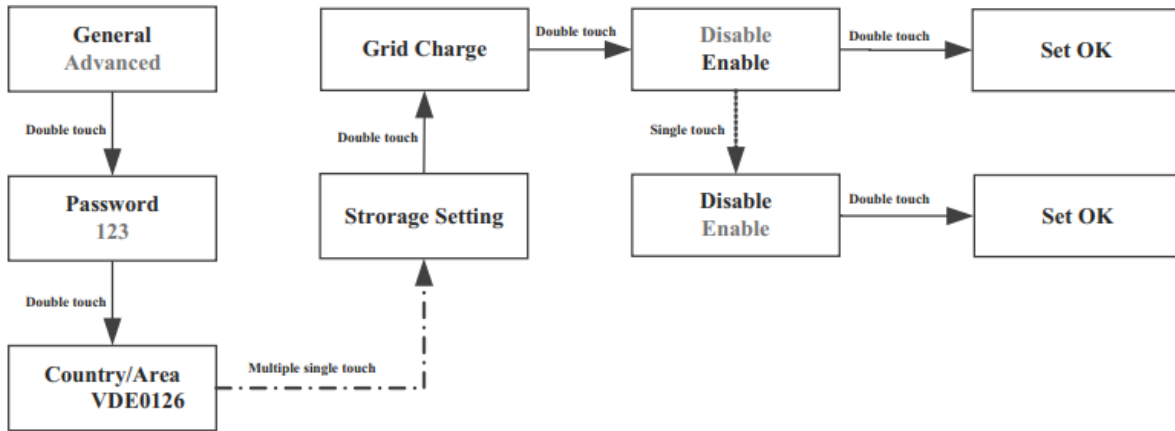 General
Advanced
Double touch
Password
123
Double touch
Country/Area
VDE0126
Multiple single touch
Strorage Setting
Double touch
Grid Charge
Double touch
Disable
Enable
Double touch
Set OK
Single touch
Disable
Enable
Double touch
Set OK